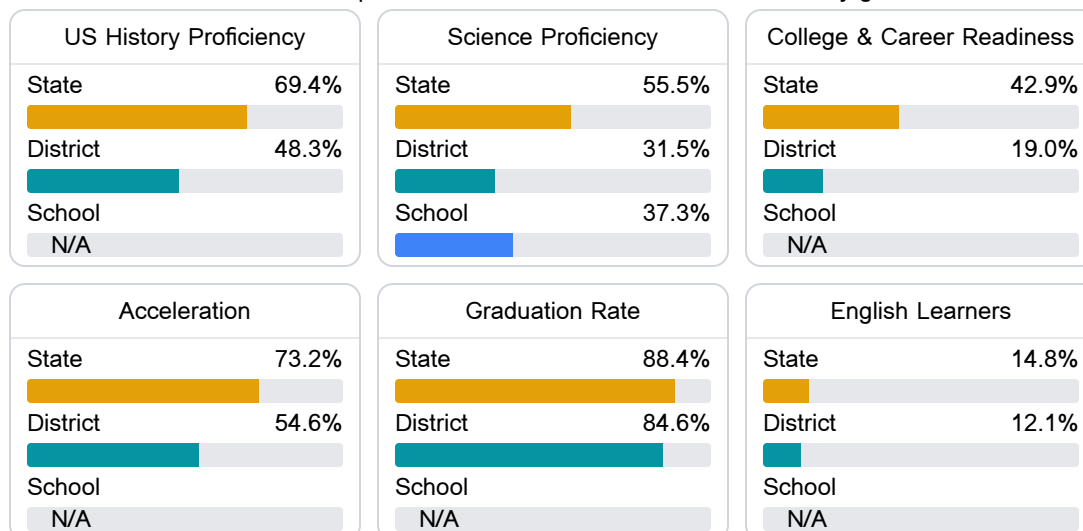 US History Proficiency
State 69.4%
District 48.3%
School
N/A
Science Proficiency
State 55.5%
District 31.5%
School 37.3%
College & Career Readiness
State 42.9%
District 19.0%
School
N/A
Acceleration
State 73.2%
District 54.6%
School
N/A
Graduation Rate
State 88.4%
District 84.6%
School
N/A
English Learners
State 14.8%
District 12.1%
School
N/A